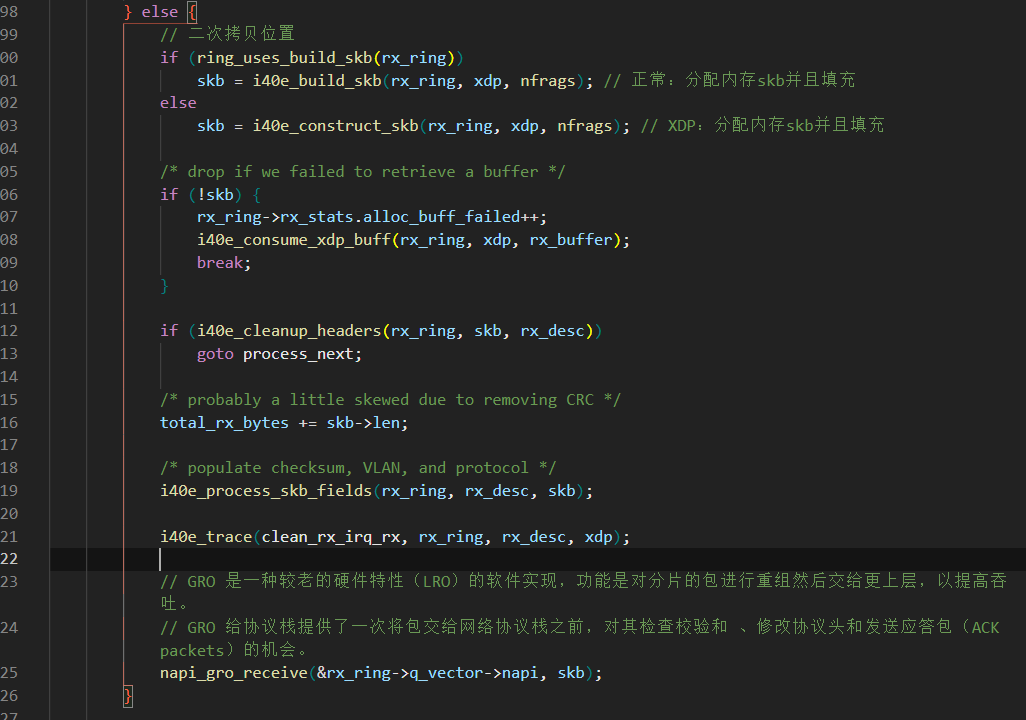 98 } else {
99 // 二次拷贝位置
00 if (ring_uses_build_skb(rx_ring))
01 skb = i40e_build_skb(rx_ring, xdp, nfrags); // 正常：分配内存skb并且填充
02 else
03 skb = i40e_construct_skb(rx_ring, xdp, nfrags); // XDP：分配内存skb并且填充
04
05 /* drop if we failed to retrieve a buffer */
06 if (!skb) {
07 rx_ring->rx_stats.alloc_buff_failed++;
08 i40e_consume_xdp_buff(rx_ring, xdp, rx_buffer);
09 break;
10 }
11
12 if (i40e_cleanup_headers(rx_ring, skb, rx_desc))
13 goto process_next;
14
15 /* probably a little skewed due to removing CRC */
16 total_rx_bytes += skb->len;
17
18 /* populate checksum, VLAN, and protocol */
19 i40e_process_skb_fields(rx_ring, rx_desc, skb);
20
21 i40e_trace(clean_rx_irq_rx, rx_ring, rx_desc, xdp);
22
23 // GRO 是一种较老的硬件特性（LRO）的软件实现，功能是对分片的包进行重组然后交给更上层，以提高吞
吐。
24 // GRO 给协议栈提供了一次将包交给网络协议栈之前，对其检查校验和 、修改协议头和发送应答包（ACK
packets）的机会。
25 napi_gro_receive(&rx_ring->q_vector->napi, skb);
26 }
27